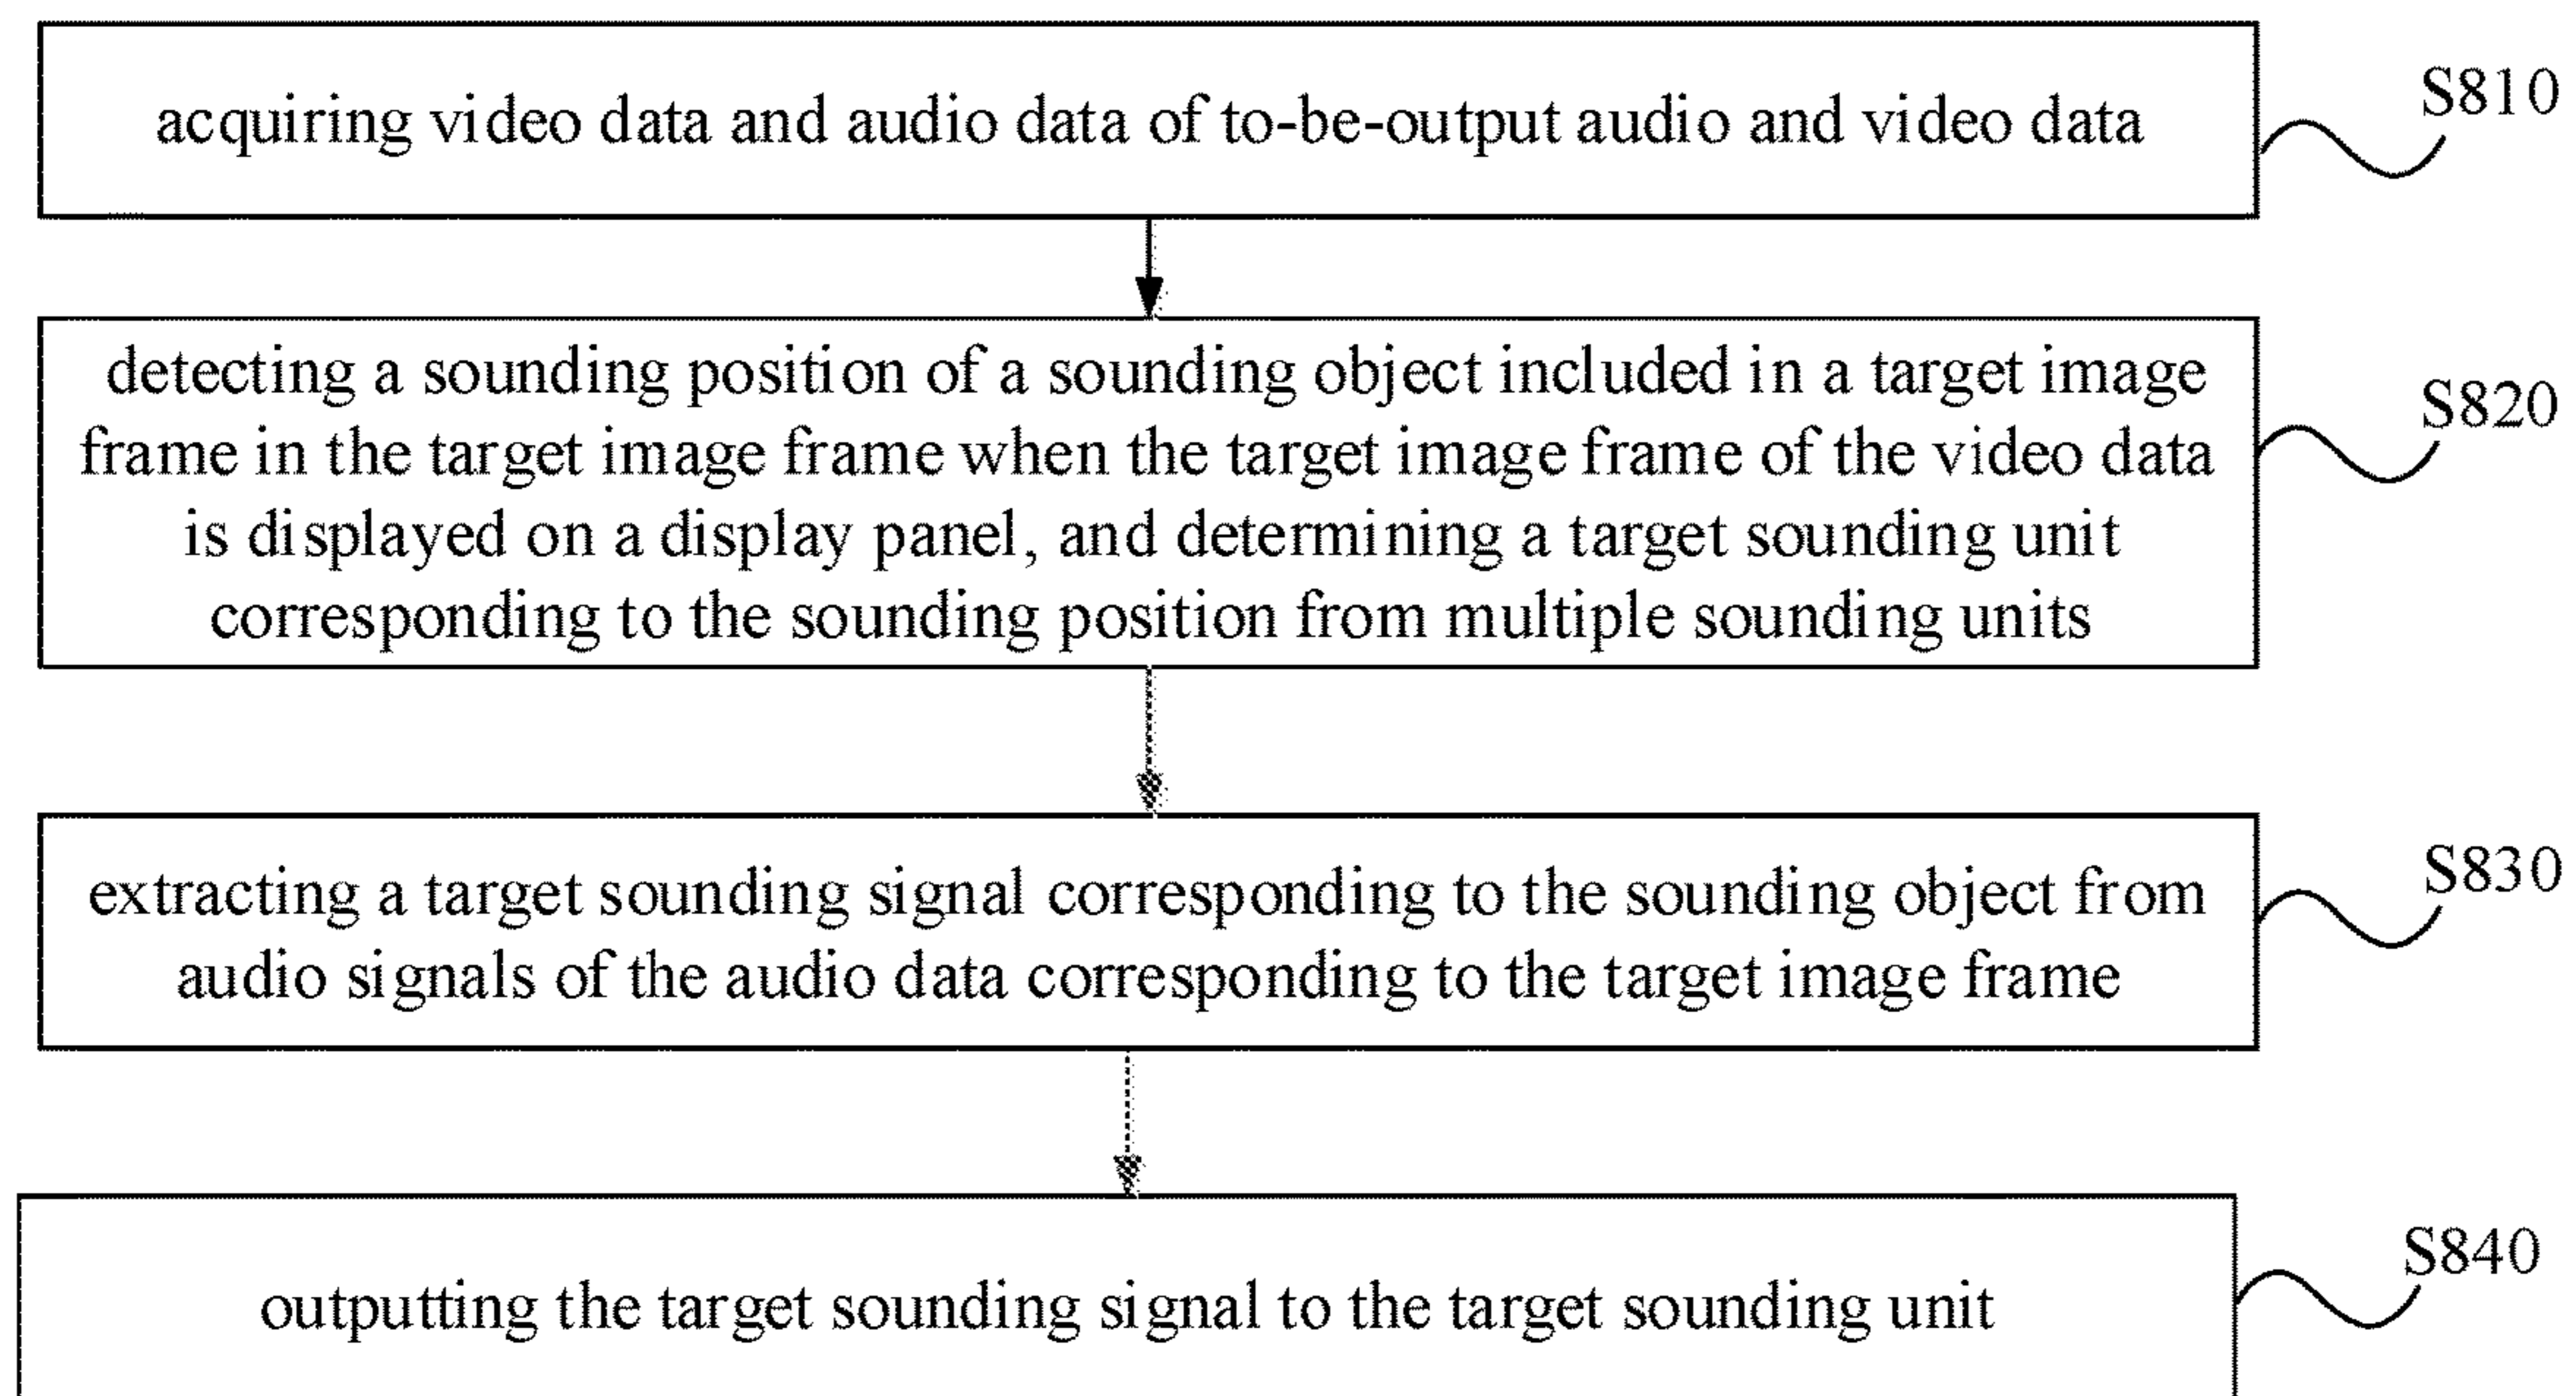 acquiring video data and audio data of to-be-output audio and video data
S810
detecting a sounding position of a sounding object included in a target image
frame in the target image frame when the target image frame of the video data
is displayed on a display panel, and determining a target sounding unit
corresponding to the sounding position from multiple sounding units
S820
extracting a target sounding signal corresponding to the sounding object from
audio signals of the audio data corresponding to the target image frame
S830
outputting the target sounding signal to the target sounding unit
S840